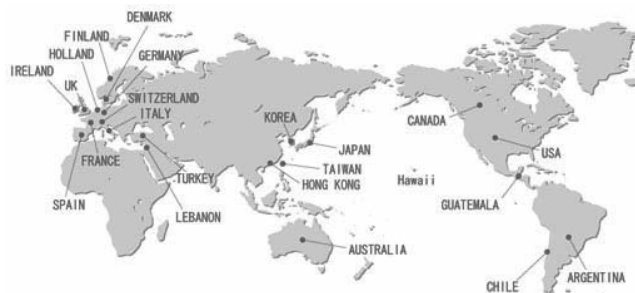 DENMARK
FINLAND
HOLLAND
GERMANY
IRELAND
UK
SWITZERLAND
ITALY
KOREA
CANADA
FRANCE
JAPAN
USA
TURKEY
TAIWAN
HONG KONG
Hawaii
SPAIN
LEBANON
GUATEMALA
AUSTRALIA
CHILE
ARGENTINA